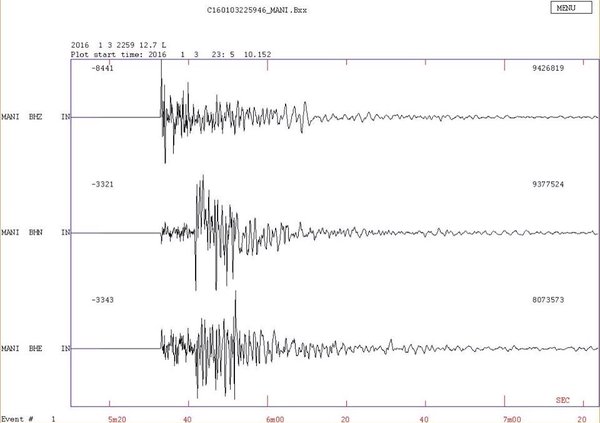 C160103225946_MANI.Bxx
MENU
2016 1 3 2259 12.7 L
Plot start time: 2016 1 3 23: 5 10.152
-8441 9426819
MANI BHZ IN
-3321 9377524
MANI BHN IN
-3343 8073573
MANI BHE IN
SEC
Event # 1 5m20 40 6m00 20 40 7m00 20